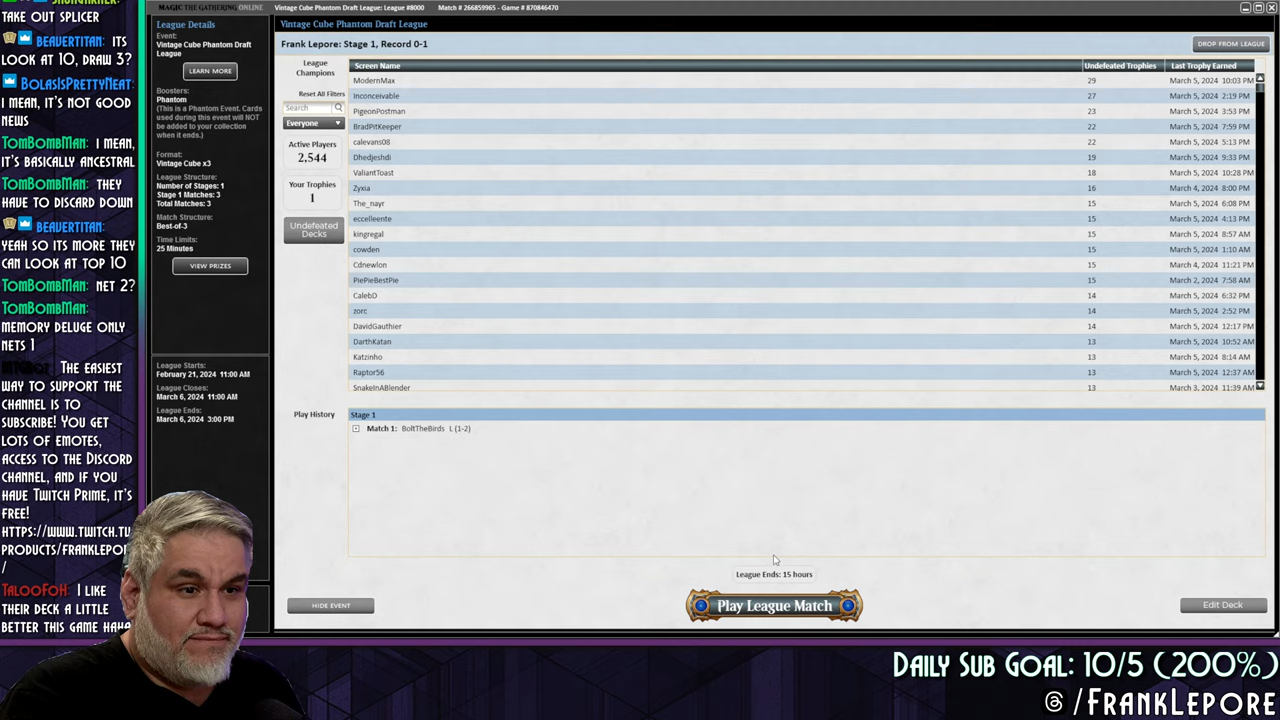 take out splicer
BeaverTitan: its
look at 10, draw 3?
BolasIsPrettyNeat:
I mean, it's not good
news
TomBombMan: I mean,
it's basically ancestral
TomBombMan: they
have to discard down
BeaverTitan:
yeah so its more they
can look at top 10
TomBombMan: net 2?
TomBombMan:
memory deluge only
nets 1
The easiest
way to support the
channel is to
subscribe! You get
lots of emotes,
access to the Discord
channel, and if you
have Twitch Prime, it's
free!
https://www.twitch.tv
products/franklepor
/
TalooFoh: I like
their deck a little
better this game haha
MAGIC THE GATHERING ONLINE
Vintage Cube Phantom Draft League: League #8000 Match # 266859965 - Game # 870846470
League Details
Event:
Vintage Cube Phantom Draft
League
LEARN MORE
Boosters:
Phantom
(This is a Phantom Event. Cards
used during this event will NOT
be added to your collection
when it ends.)
Format:
Vintage Cube x3
League Structure:
Number of Stages: 1
Stage 1 Matches: 3
Total Matches: 3
Match Structure:
Best-of-3
Time Limits:
25 Minutes
VIEW PRIZES
League Starts:
February 21, 2024 11:00 AM
League Closes:
March 6, 2024 11:00 AM
League Ends:
March 6, 2024 3:00 PM
Vintage Cube Phantom Draft League
Frank Lepore: Stage 1, Record 0-1
DROP FROM LEAGUE
League
Champions
Reset All Filters
Search
Everyone
Active Players
2,544
Your Trophies
1
Undefeated
Decks
Screen Name Undefeated Trophies Last Trophy Earned
ModernMax 29 March 5, 2024 10:03 PM
Inconceivable 27 March 5, 2024 2:19 PM
PigeonPostman 23 March 5, 2024 3:53 PM
BradPitKeeper 22 March 5, 2024 7:59 PM
calevans08 22 March 5, 2024 5:13 PM
Dhedjeshdi 19 March 5, 2024 9:33 PM
ValiantToast 18 March 5, 2024 10:28 PM
Zyxia 16 March 4, 2024 8:00 PM
The_nayr 15 March 5, 2024 6:08 PM
eccelleente 15 March 5, 2024 4:13 PM
kingregal 15 March 5, 2024 8:57 AM
cowden 15 March 5, 2024 1:10 AM
Cdnewlon 15 March 4, 2024 11:21 PM
PiePieBestPie 15 March 2, 2024 7:58 AM
CalebD 14 March 5, 2024 6:32 PM
zorc 14 March 5, 2024 2:52 PM
DavidGauthier 14 March 5, 2024 12:17 PM
DarthKatan 13 March 5, 2024 10:52 AM
Katzinho 13 March 5, 2024 8:14 AM
Raptor56 13 March 5, 2024 12:37 AM
SnakeInABlender 13 March 3, 2024 11:39 AM
Play History
Stage 1
Match 1: BoltTheBirds L (1-2)
League Ends: 15 hours
HIDE EVENT
Play League Match
Edit Deck
Daily Sub Goal: 10/5 (200%)
/FrankLepore